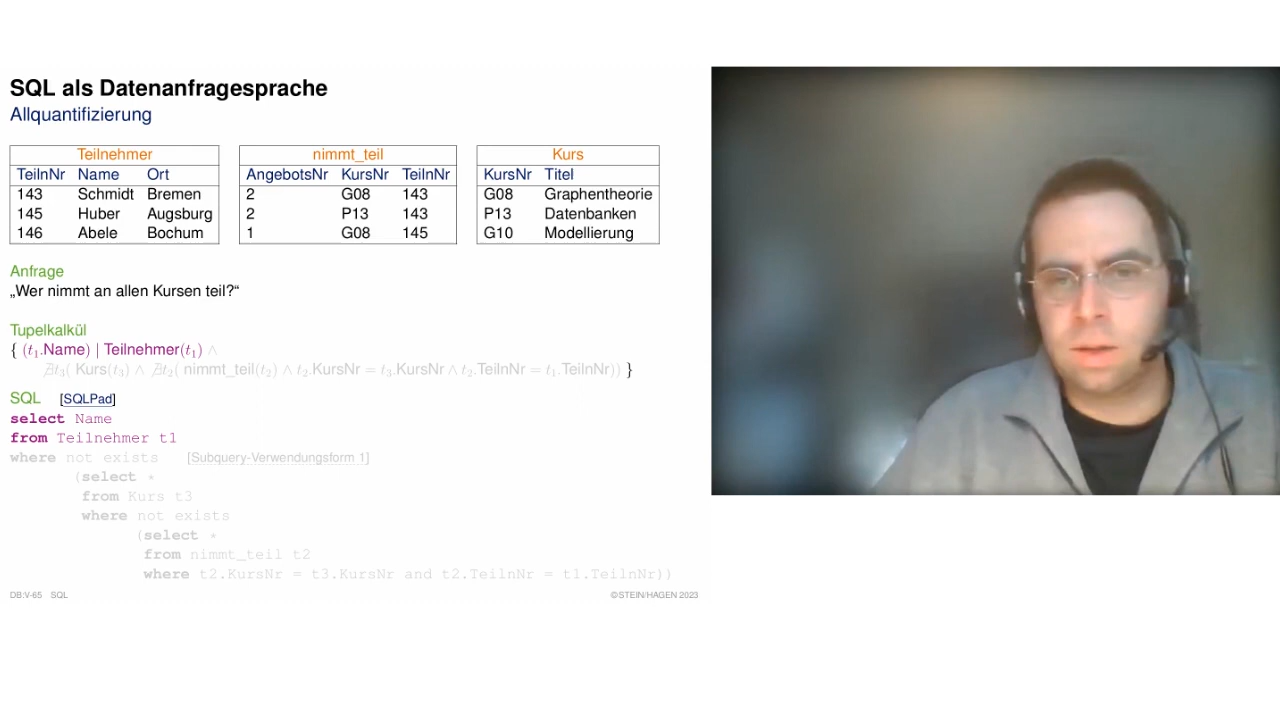 SQL als Datenanfragesprache
Allquantifizierung
Teilnehmer
TeilnNr Name Ort
143 Schmidt Bremen
145 Huber Augsburg
146 Abele Bochum
nimmt_teil
AngebotsNr KursNr TeilnNr
2 G08 143
2 P13 143
1 G08 145
Kurs
KursNr Titel
G08 Graphentheorie
P13 Datenbanken
G10 Modellierung
Anfrage
„Wer nimmt an allen Kursen teil?“
Tupelkalkül
{ (t₁.Name) | Teilnehmer(t₁) ∧
∄t₃( Kurs(t₃) ∧ ∄t₂( nimmt_teil(t₂) ∧ t₂.KursNr = t₃.KursNr ∧ t₂.TeilnNr = t₁.TeilnNr)) }
SQL [SQLPad]
select Name
from Teilnehmer t1
where not exists [Subquery-Verwendungsform 1]
(select *
from Kurs t3
where not exists
(select *
from nimmt_teil t2
where t2.KursNr = t3.KursNr and t2.TeilnNr = t1.TeilnNr))
DB:V-65 SQL
©STEIN/HAGEN 2023